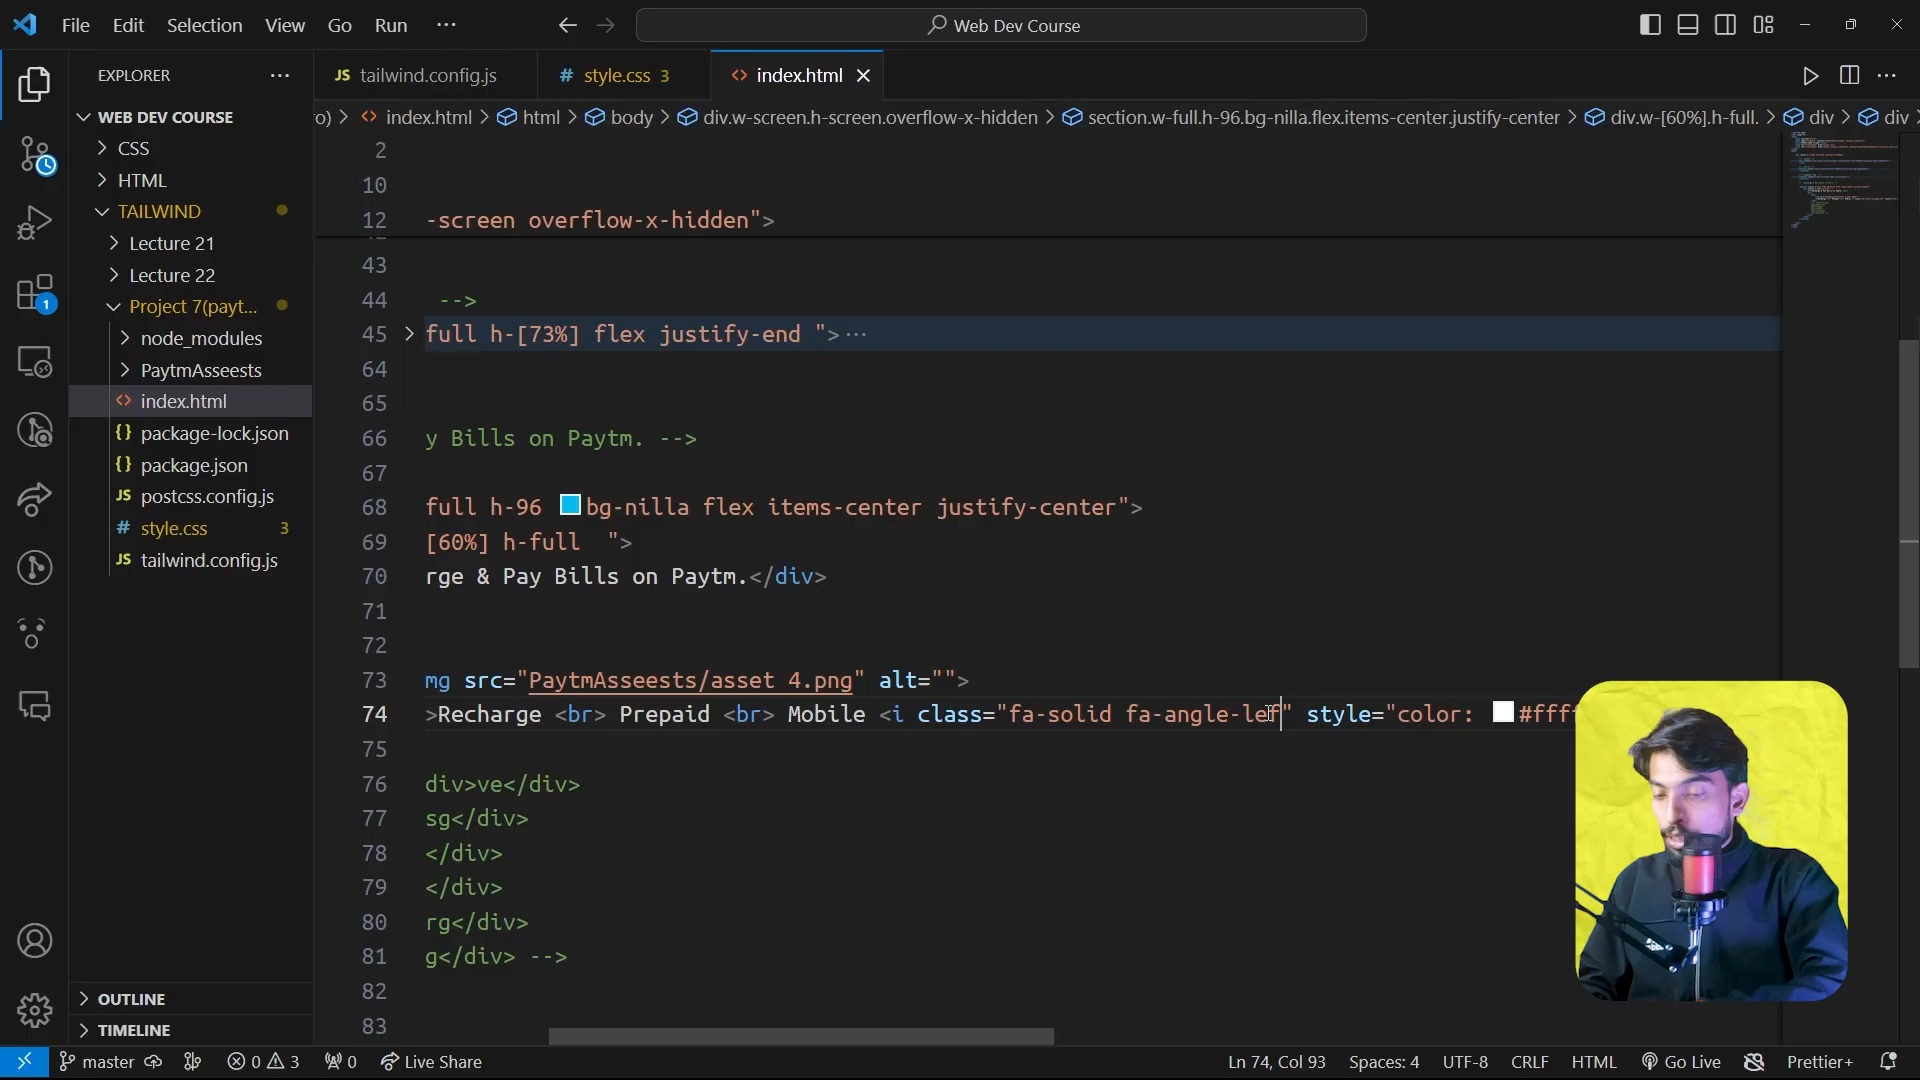 File Edit Selection View Go Run ···
Web Dev Course
EXPLORER ···
JS tailwind.config.js
# style.css 3
<> index.html
o) > <> index.html > html > body > div.w-screen.h-screen.overflow-x-hidden > section.w-full.h-96.bg-nilla.flex.items-center.justify-center > div.w-[60%].h-full. > div > div >
WEB DEV COURSE
CSS
HTML
TAILWIND
Lecture 21
Lecture 22
Project 7(payt...
node_modules
PaytmAsseests
<> index.html
{} package-lock.json
{} package.json
JS postcss.config.js
# style.css 3
JS tailwind.config.js
OUTLINE
TIMELINE
1
2
10
12 -screen overflow-x-hidden">
43
44 -->
45 full h-[73%] flex justify-end ">···
64
65
66 y Bills on Paytm. -->
67
68 full h-96 bg-nilla flex items-center justify-center">
69 [60%] h-full  ">
70 rge & Pay Bills on Paytm.</div>
71
72
73 mg src="PaytmAsseests/asset 4.png" alt="">
74 >Recharge <br> Prepaid <br> Mobile <i class="fa-solid fa-angle-lef" style="color: #ffff
75
76 div>ve</div>
77 sg</div>
78 </div>
79 </div>
80 rg</div>
81 g</div> -->
82
83
master 0 3 0 Live Share Ln 74, Col 93 Spaces: 4 UTF-8 CRLF HTML Go Live Prettier+